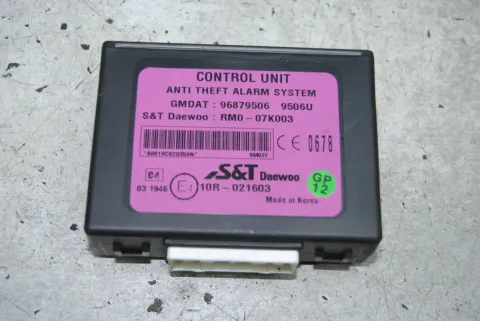 CONTROL UNIT
ANTI THEFT ALARM SYSTEM
GMDAT : 96879506 9506U
S&T Daewoo : RM0-07K003
CE 0678
S&T Daewoo
GP 12
03 1946
10R-021603
Made in Korea